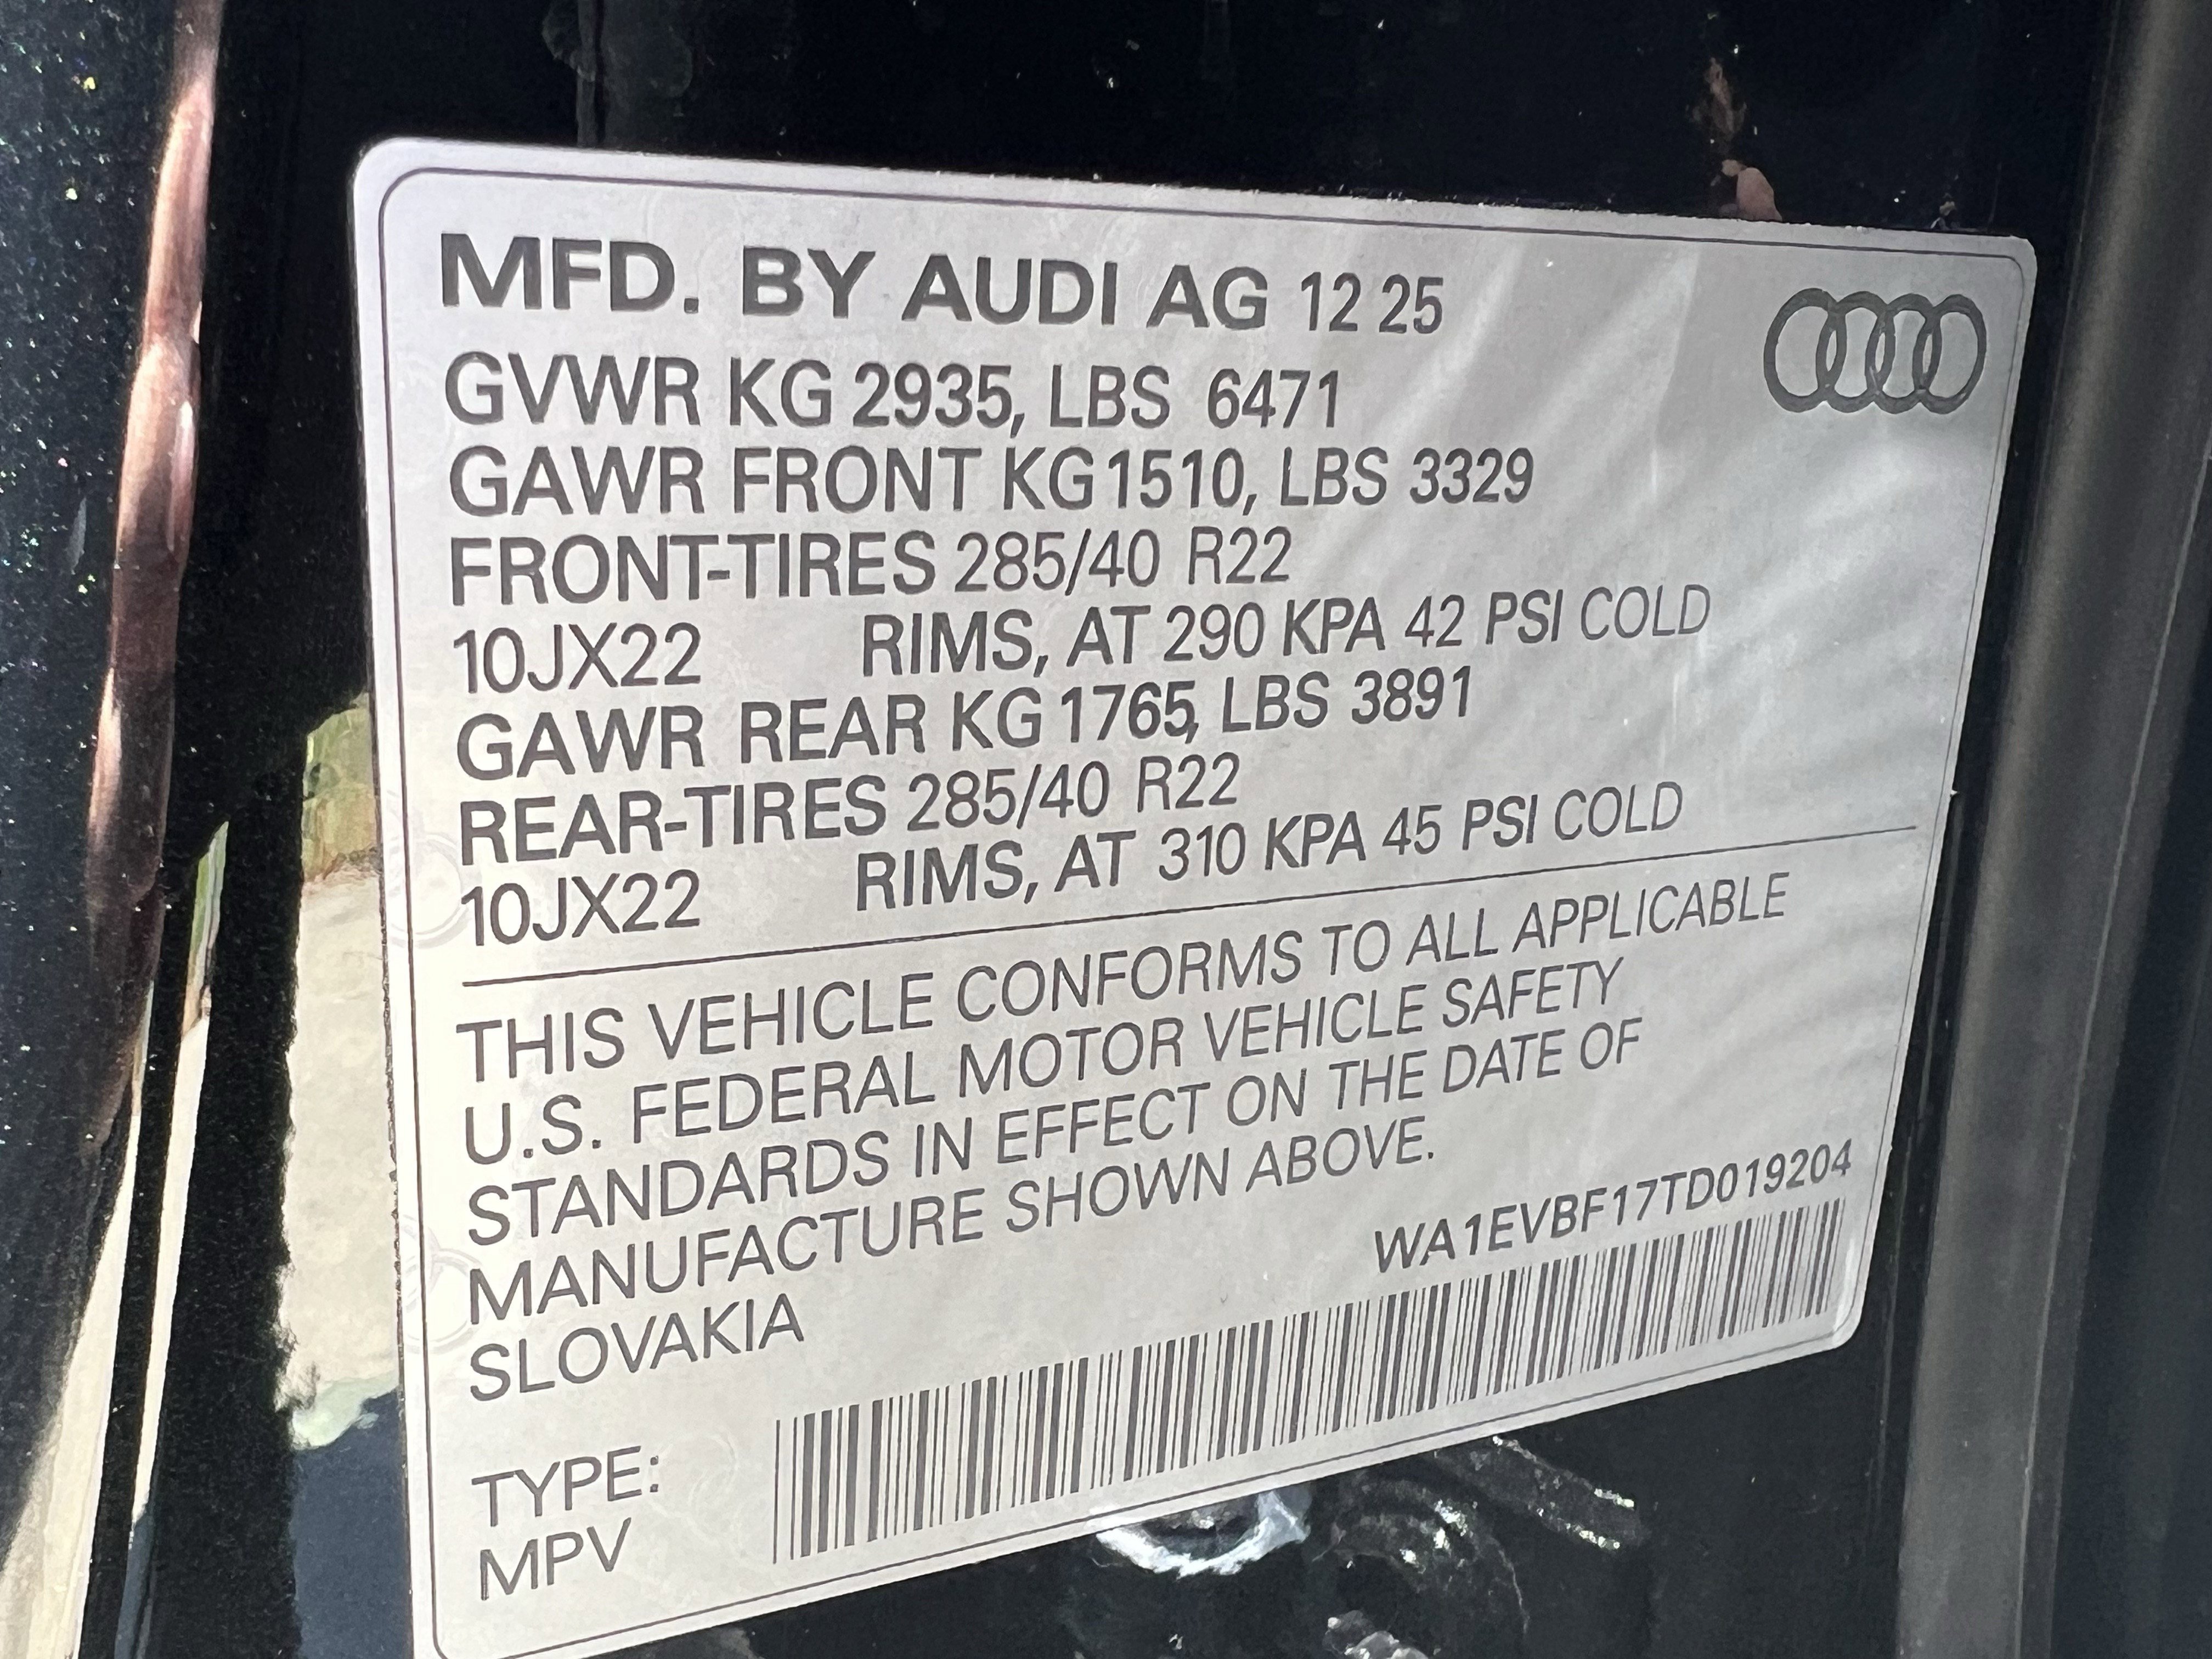 MFD. BY AUDI AG 12 25
GVWR KG 2935, LBS 6471
GAWR FRONT KG 1510, LBS 3329
FRONT-TIRES 285/40 R22
10JX22 RIMS, AT 290 KPA 42 PSI COLD
GAWR REAR KG 1765, LBS 3891
REAR-TIRES 285/40 R22
10JX22 RIMS, AT 310 KPA 45 PSI COLD
THIS VEHICLE CONFORMS TO ALL APPLICABLE
U.S. FEDERAL MOTOR VEHICLE SAFETY
STANDARDS IN EFFECT ON THE DATE OF
MANUFACTURE SHOWN ABOVE.
WA1EVBF17TD019204
SLOVAKIA
TYPE:
MPV